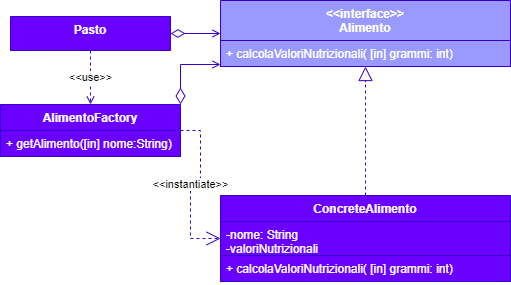 Pasto
<<interface>>
Alimento
+ calcolaValoriNutrizionali( [in] grammi: int)
<<use>>
AlimentoFactory
+ getAlimento([in] nome:String)
<<instantiate>>
ConcreteAlimento
-nome: String
-valoriNutrizionali
+ calcolaValoriNutrizionali( [in] grammi: int)